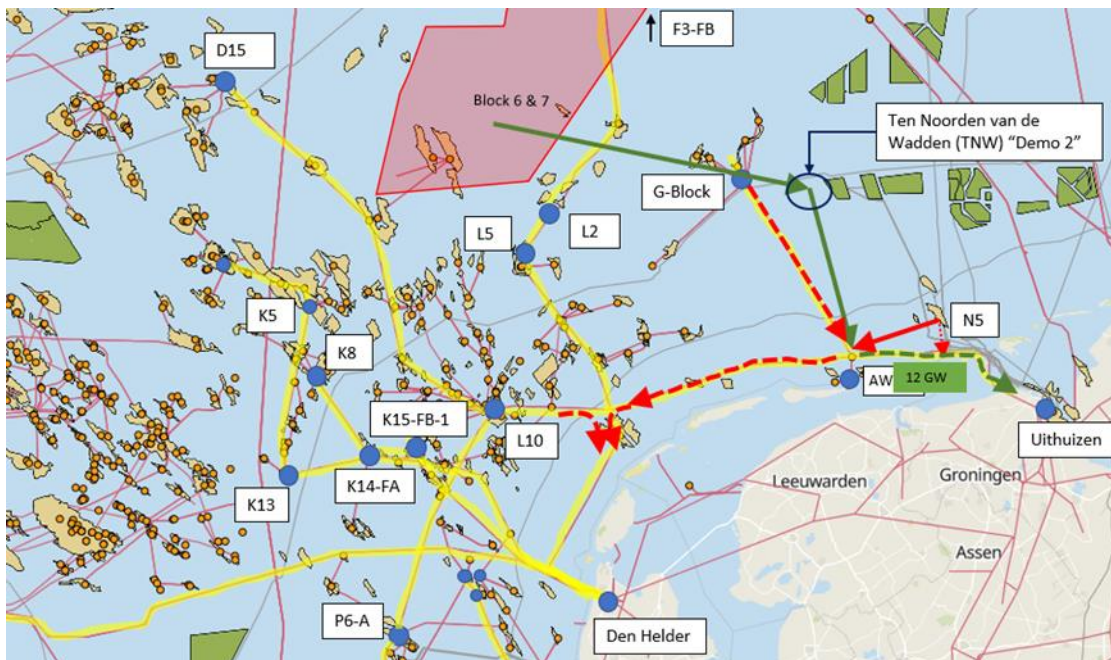 F3-FB
D15
Block 6 & 7
Ten Noorden van de
Wadden (TNW) “Demo 2”
G-Block
L2
L5
K5
N5
K8
AW
12 GW
K15-FB-1
L10
Uithuizen
K14-FA
K13
Leeuwarden
Groningen
Assen
P6-A
Den Helder